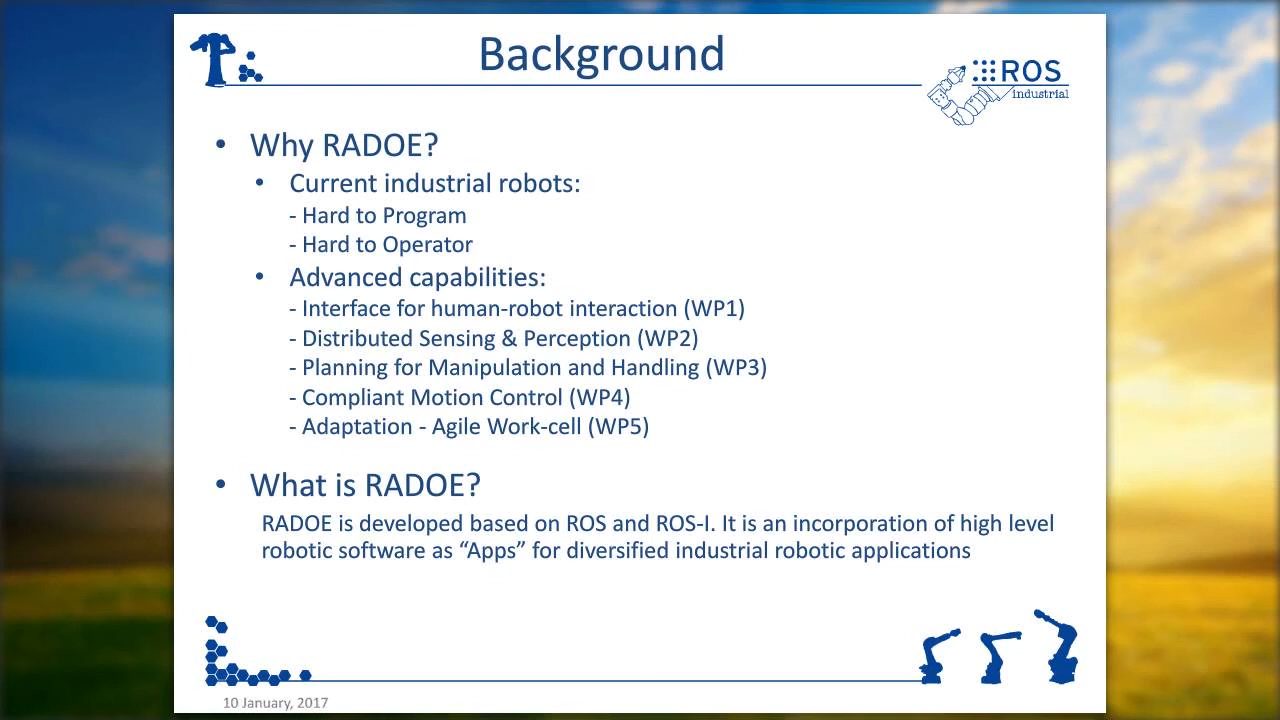 Background
ROS
industrial
• Why RADOE?
• Current industrial robots:
- Hard to Program
- Hard to Operator
• Advanced capabilities:
- Interface for human-robot interaction (WP1)
- Distributed Sensing & Perception (WP2)
- Planning for Manipulation and Handling (WP3)
- Compliant Motion Control (WP4)
- Adaptation - Agile Work-cell (WP5)
• What is RADOE?
RADOE is developed based on ROS and ROS-I. It is an incorporation of high level
robotic software as “Apps” for diversified industrial robotic applications
10 January, 2017